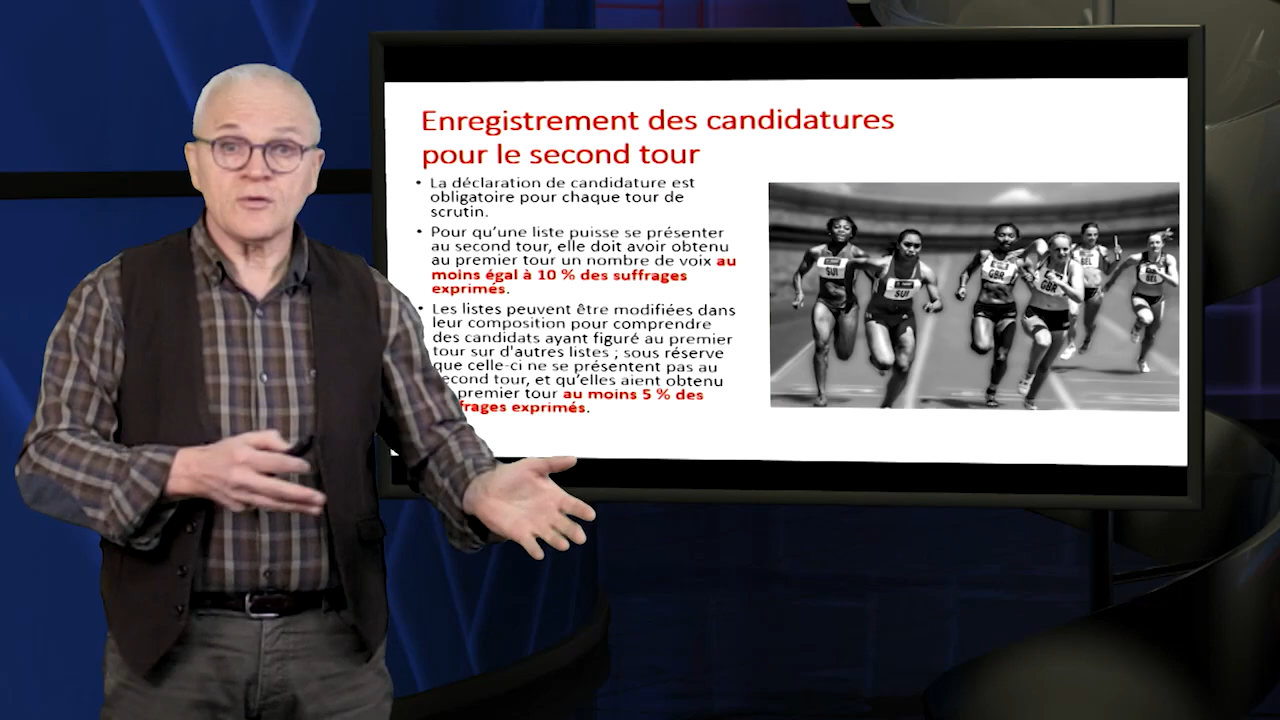 Enregistrement des candidatures
pour le second tour
• La déclaration de candidature est
obligatoire pour chaque tour de
scrutin.
• Pour qu'une liste puisse se présenter
au second tour, elle doit avoir obtenu
au premier tour un nombre de voix au
moins égal à 10 % des suffrages
exprimés.
Les listes peuvent être modifiées dans
leur composition pour comprendre
des candidats ayant figuré au premier
tour sur d'autres listes ; sous réserve
que celle-ci ne se présentent pas au
econd tour, et qu'elles aient obtenu
premier tour au moins 5 % des
frages exprimés.
SUI
SUI
GBR
GBR
BEL
BEL